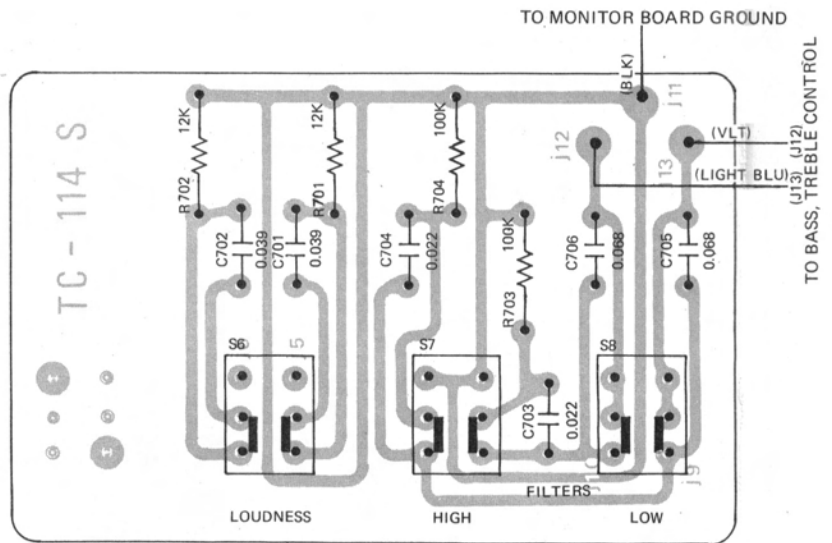 TO MONITOR BOARD GROUND
(BLK)
j11
j12
(VLT)
(J12)
j13
(LIGHT BLU)
(J13)
TO BASS, TREBLE CONTROL
TC-114 S
12K
R702
12K
R701
100K
R704
100K
R703
C702
0.039
C701
0.039
C704
0.022
C706
0.068
C705
0.068
C703
0.022
S6
5
S7
S8
j10
j9
FILTERS
LOUDNESS
HIGH
LOW